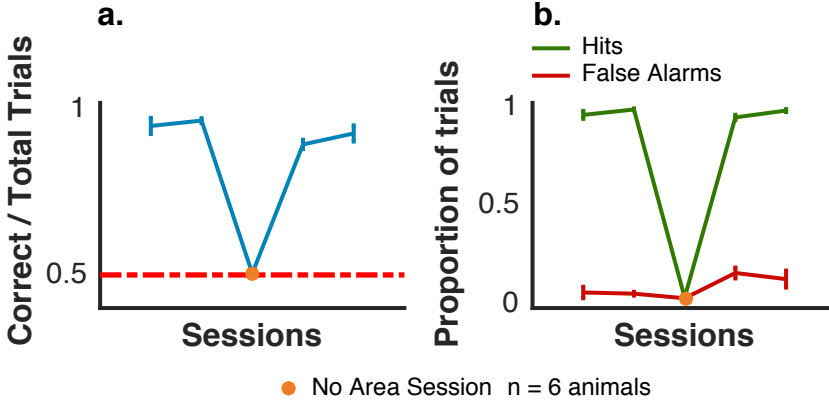 a.
Correct / Total Trials
1
0.5
Sessions
b.
Hits
False Alarms
Proportion of trials
1
0.5
0
Sessions
No Area Session n = 6 animals